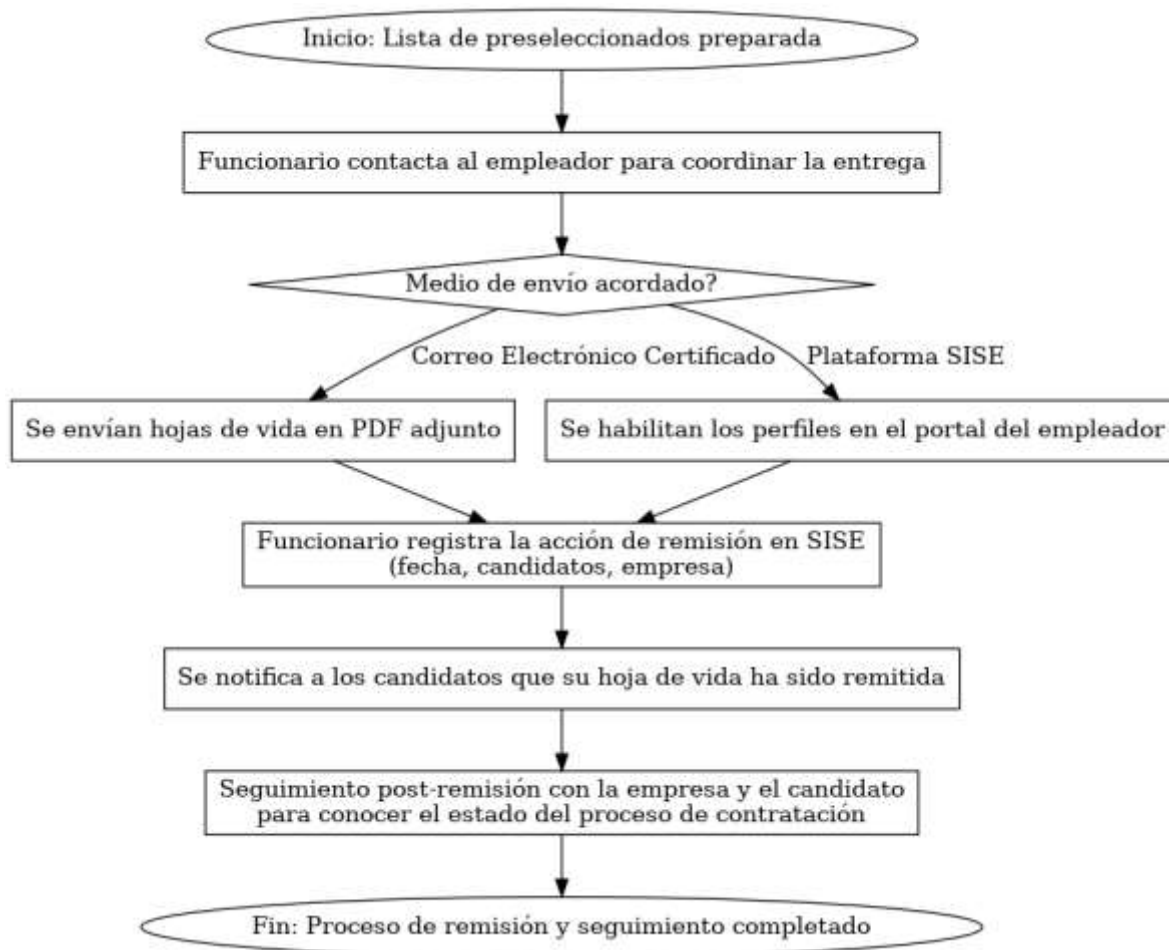 Inicio: Lista de preseleccionados preparada
Funcionario contacta al empleador para coordinar la entrega
Medio de envío acordado?
Correo Electrónico Certificado
Plataforma SISE
Se envían hojas de vida en PDF adjunto
Se habilitan los perfiles en el portal del empleador
Funcionario registra la acción de remisión en SISE
(fecha, candidatos, empresa)
Se notifica a los candidatos que su hoja de vida ha sido remitida
Seguimiento post-remisión con la empresa y el candidato
para conocer el estado del proceso de contratación
Fin: Proceso de remisión y seguimiento completado